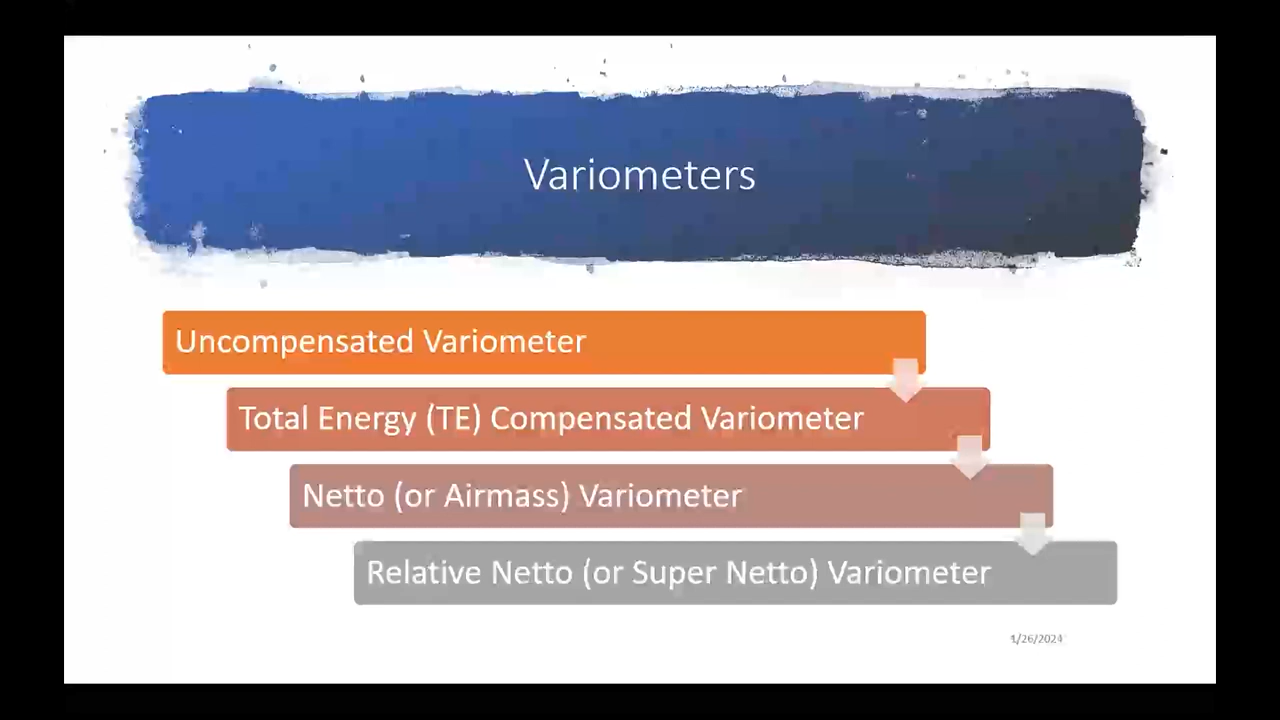 Variometers
Uncompensated Variometer
Total Energy (TE) Compensated Variometer
Netto (or Airmass) Variometer
Relative Netto (or Super Netto) Variometer
1/26/2024